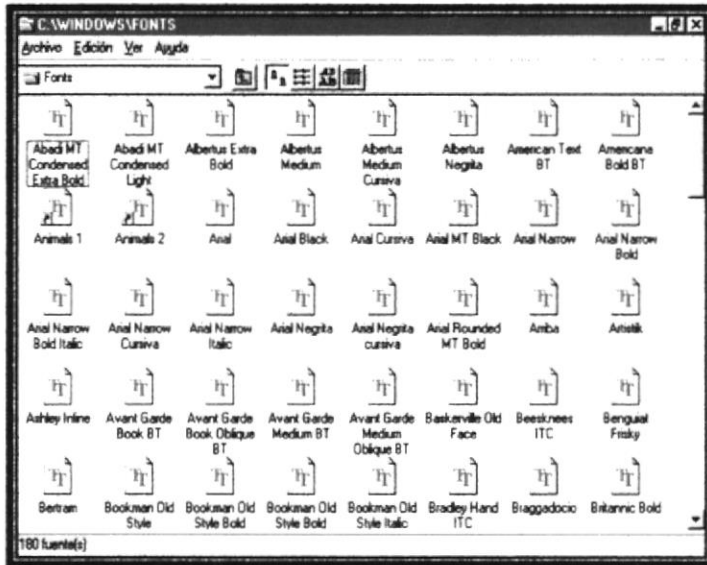 C:\WINDOWS\FONTS
Archivo Edición Ver Ayuda
Fonts
Abadi MT Condensed Extra Bold
Abadi MT Condensed Light
Albertus Extra Bold
Albertus Medium
Albertus Medium Cursiva
Albertus Negrita
American Text BT
Americana Bold BT
Animals 1
Animals 2
Arial
Arial Black
Arial Cursiva
Arial MT Black
Arial Narrow
Arial Narrow Bold
Arial Narrow Bold Italic
Arial Narrow Cursiva
Arial Narrow Italic
Arial Negrita
Arial Negrita cursiva
Arial Rounded MT Bold
Arriba
Artistik
Ashley Inline
Avant Garde Book BT
Avant Garde Book Oblique BT
Avant Garde Medium BT
Avant Garde Medium Oblique BT
Baskerville Old Face
Beesknees ITC
Benguiat Frisky
Bertram
Bookman Old Style
Bookman Old Style Bold
Bookman Old Style Bold
Bookman Old Style Italic
Bradley Hand ITC
Braggadocio
Britannic Bold
180 fuente(s)